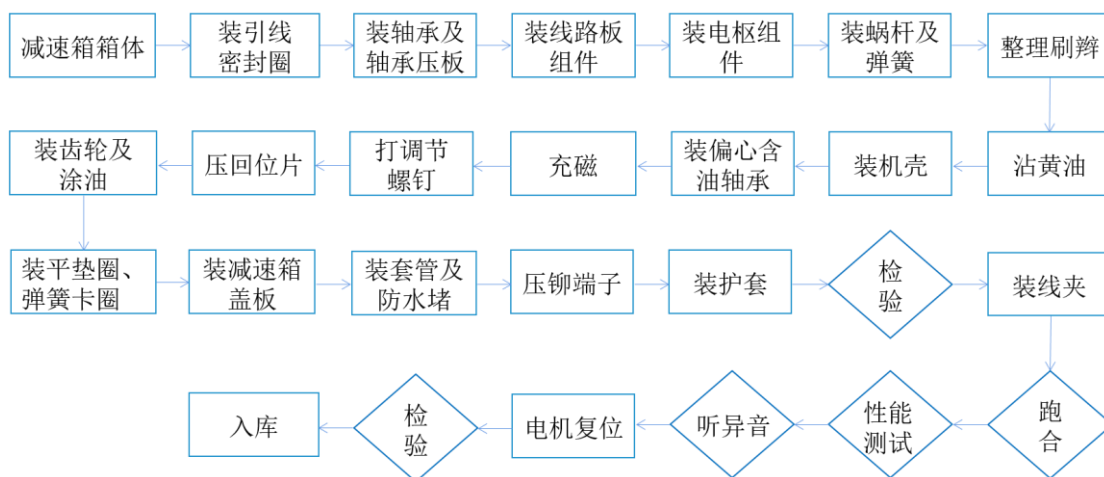 减速箱箱体
装引线
密封圈
装轴承及
轴承压板
装线路板
组件
装电枢组
件
装蜗杆及
弹簧
整理刷辫
沾黄油
装机壳
装偏心含
油轴承
充磁
打调节
螺钉
压回位片
装齿轮及
涂油
装平垫圈、
弹簧卡圈
装减速箱
盖板
装套管及
防水堵
压铆端子
装护套
检
验
装线夹
跑
合
性能
测试
听异音
电机复位
检
验
入库